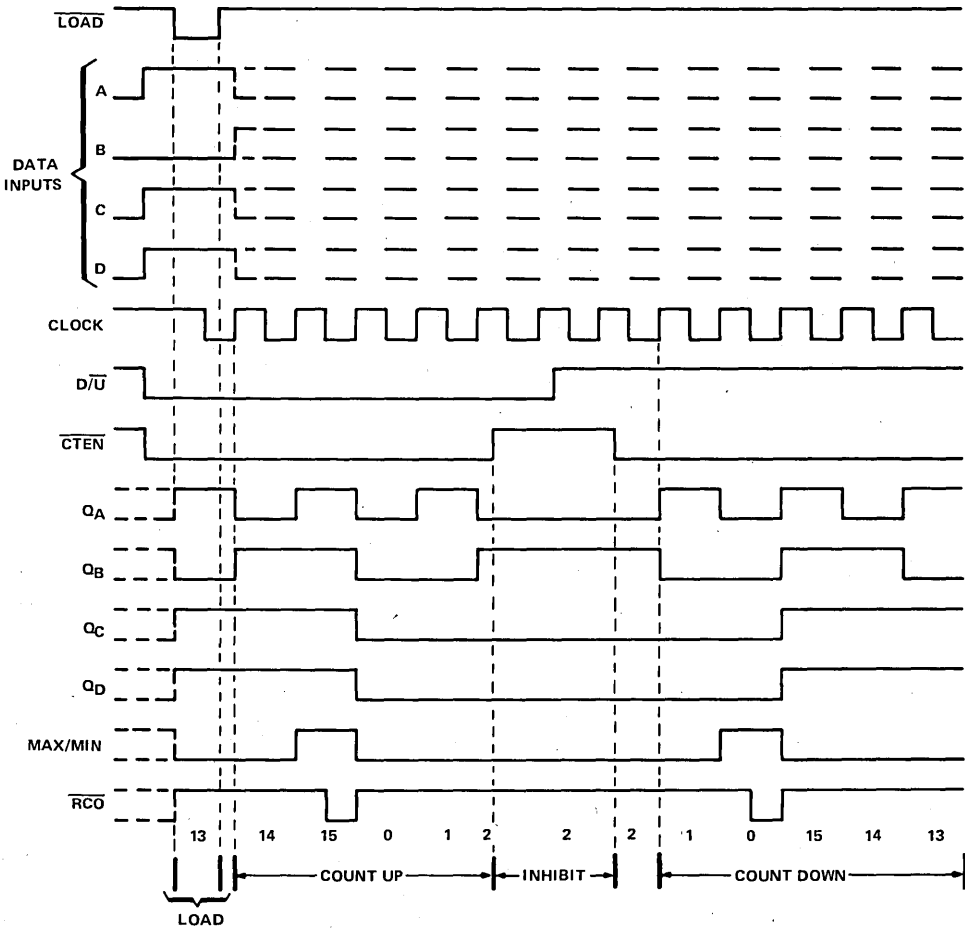 LOAD
A
B
DATA
INPUTS
C
D
CLOCK
D/U
CTEN
QA
QB
QC
QD
MAX/MIN
RCO
13 14 15 0 1 2 2 2 1 0 15 14 13
COUNT UP INHIBIT COUNT DOWN
LOAD